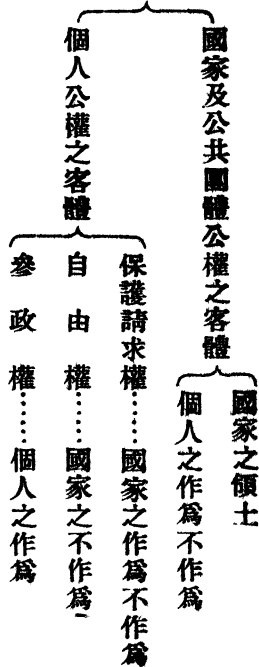 國家及公共團體公權之客體
國家之領土
個人之作爲不作爲
個人公權之客體
保護請求權……國家之作爲不作爲
自由權……國家之不作爲
參政權……個人之作爲